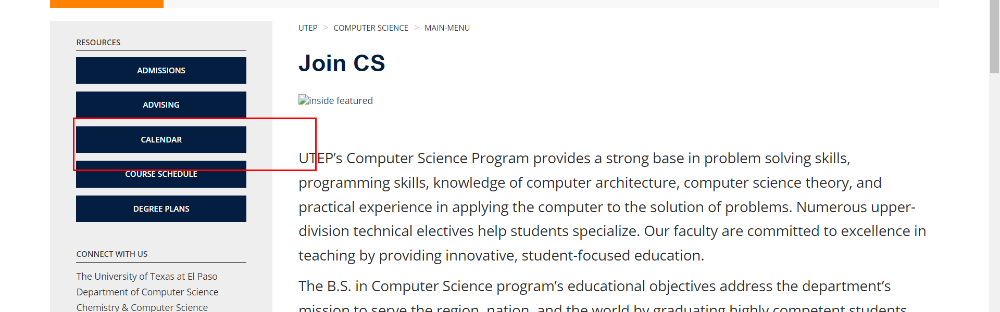 RESOURCES
ADMISSIONS
ADVISING
CALENDAR
COURSE SCHEDULE
DEGREE PLANS
CONNECT WITH US
The University of Texas at El Paso
Department of Computer Science
Chemistry & Computer Science
UTEP > COMPUTER SCIENCE > MAIN-MENU
Join CS
inside featured
UTEP’s Computer Science Program provides a strong base in problem solving skills,
programming skills, knowledge of computer architecture, computer science theory, and
practical experience in applying the computer to the solution of problems. Numerous upper-
division technical electives help students specialize. Our faculty are committed to excellence in
teaching by providing innovative, student-focused education.
The B.S. in Computer Science program’s educational objectives address the department’s
mission to serve the region, nation, and the world by graduating highly competent students